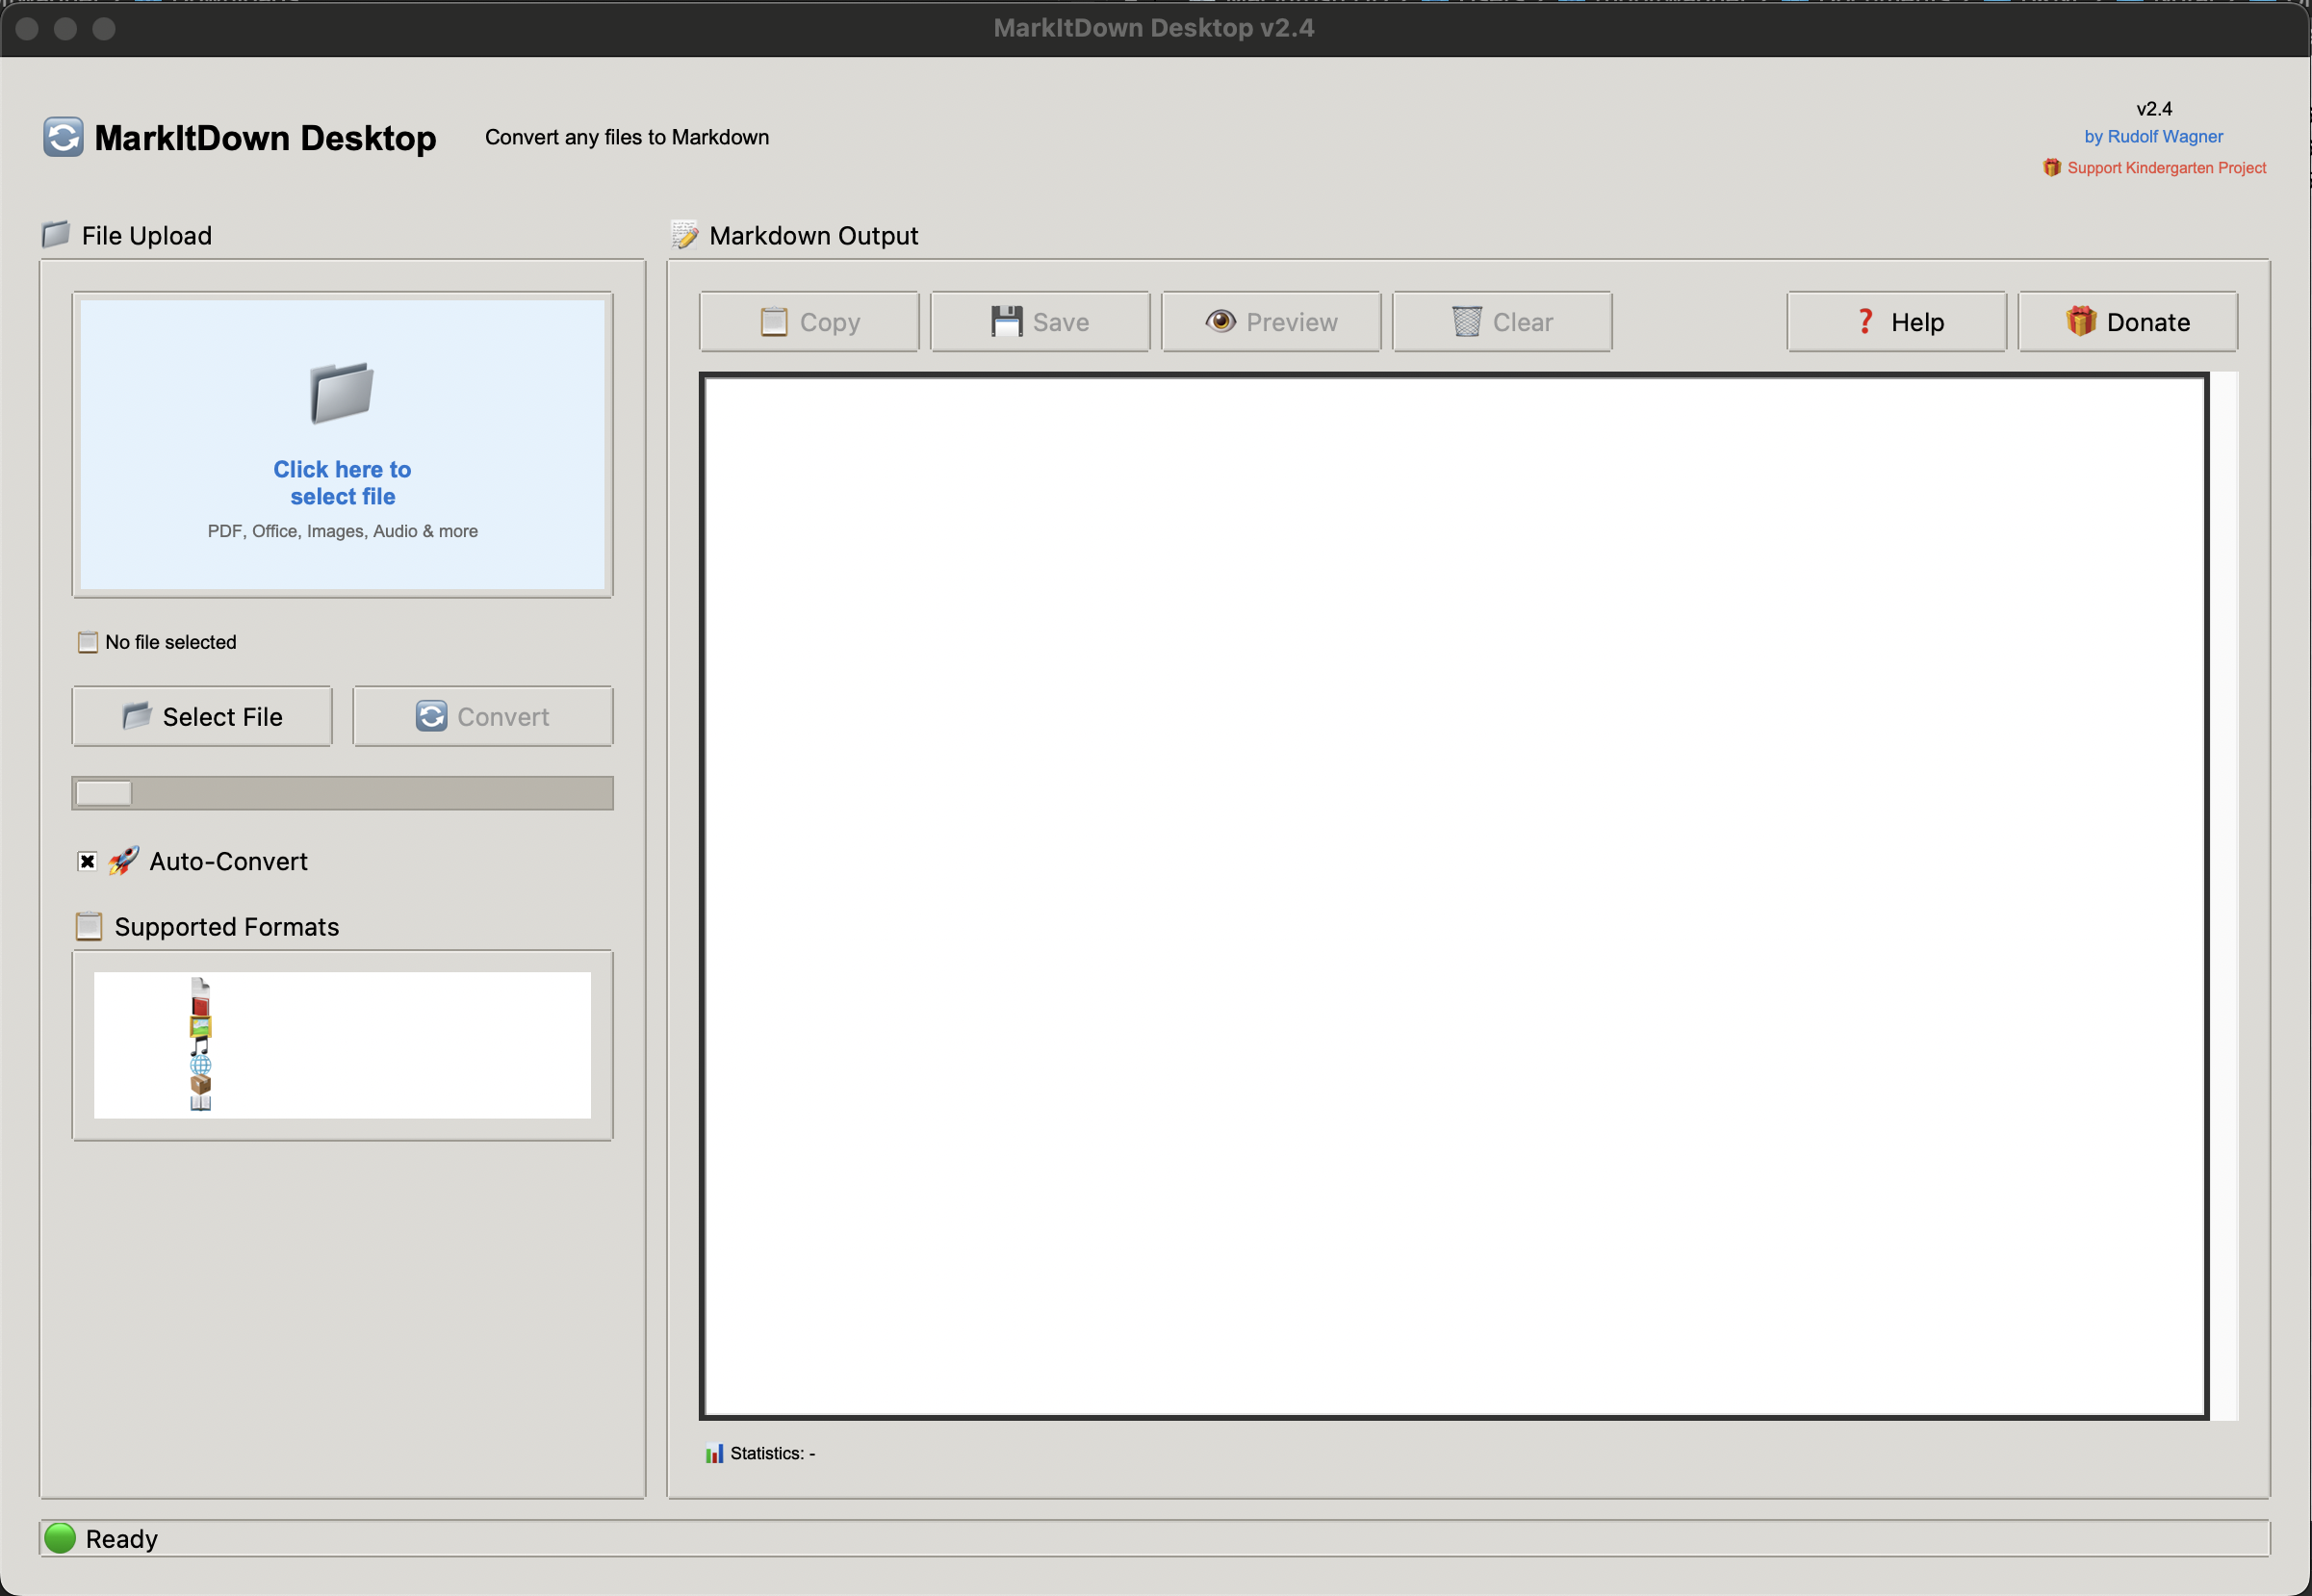 MarkItDown Desktop v2.4
MarkItDown Desktop
Convert any files to Markdown
v2.4
by Rudolf Wagner
Support Kindergarten Project
File Upload
Click here to
select file
PDF, Office, Images, Audio & more
No file selected
Select File
Convert
Auto-Convert
Supported Formats
Markdown Output
Copy
Save
Preview
Clear
Help
Donate
Statistics: -
Ready